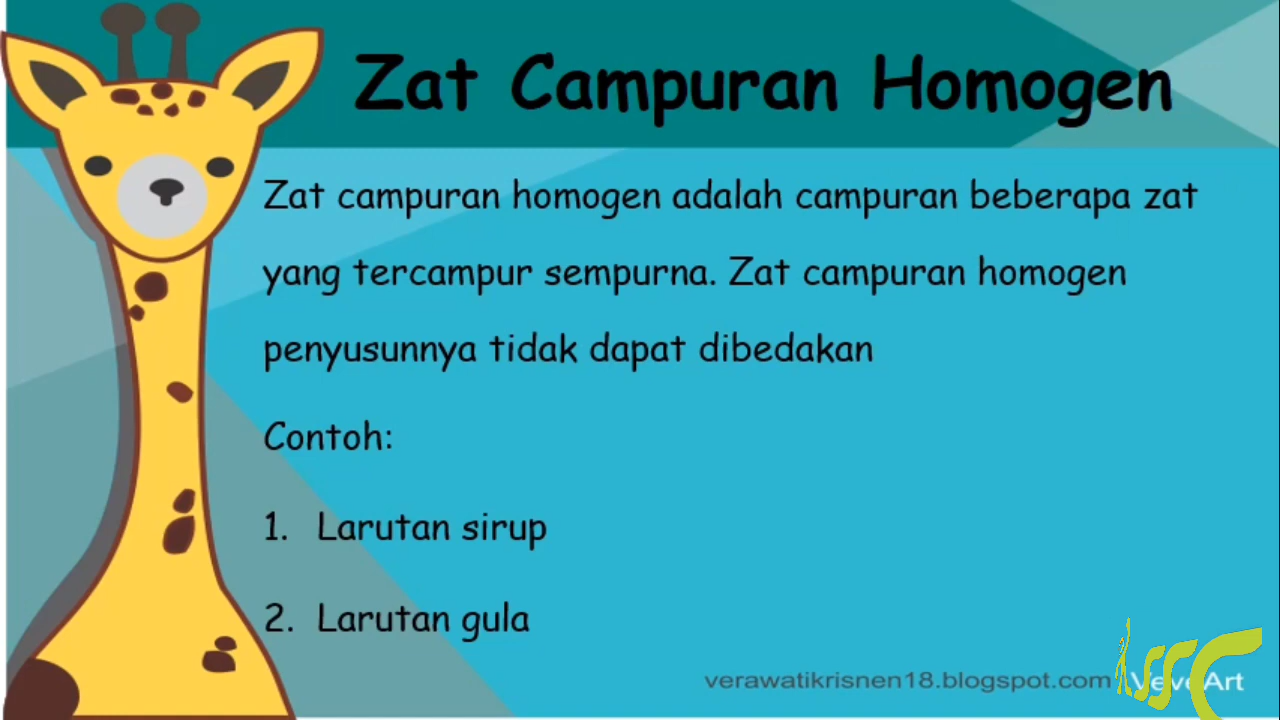 Zat Campuran Homogen
Zat campuran homogen adalah campuran beberapa zat
yang tercampur sempurna. Zat campuran homogen
penyusunnya tidak dapat dibedakan
Contoh:
1. Larutan sirup
2. Larutan gula
verawatikrisnen18.blogspot.com
VeveArt